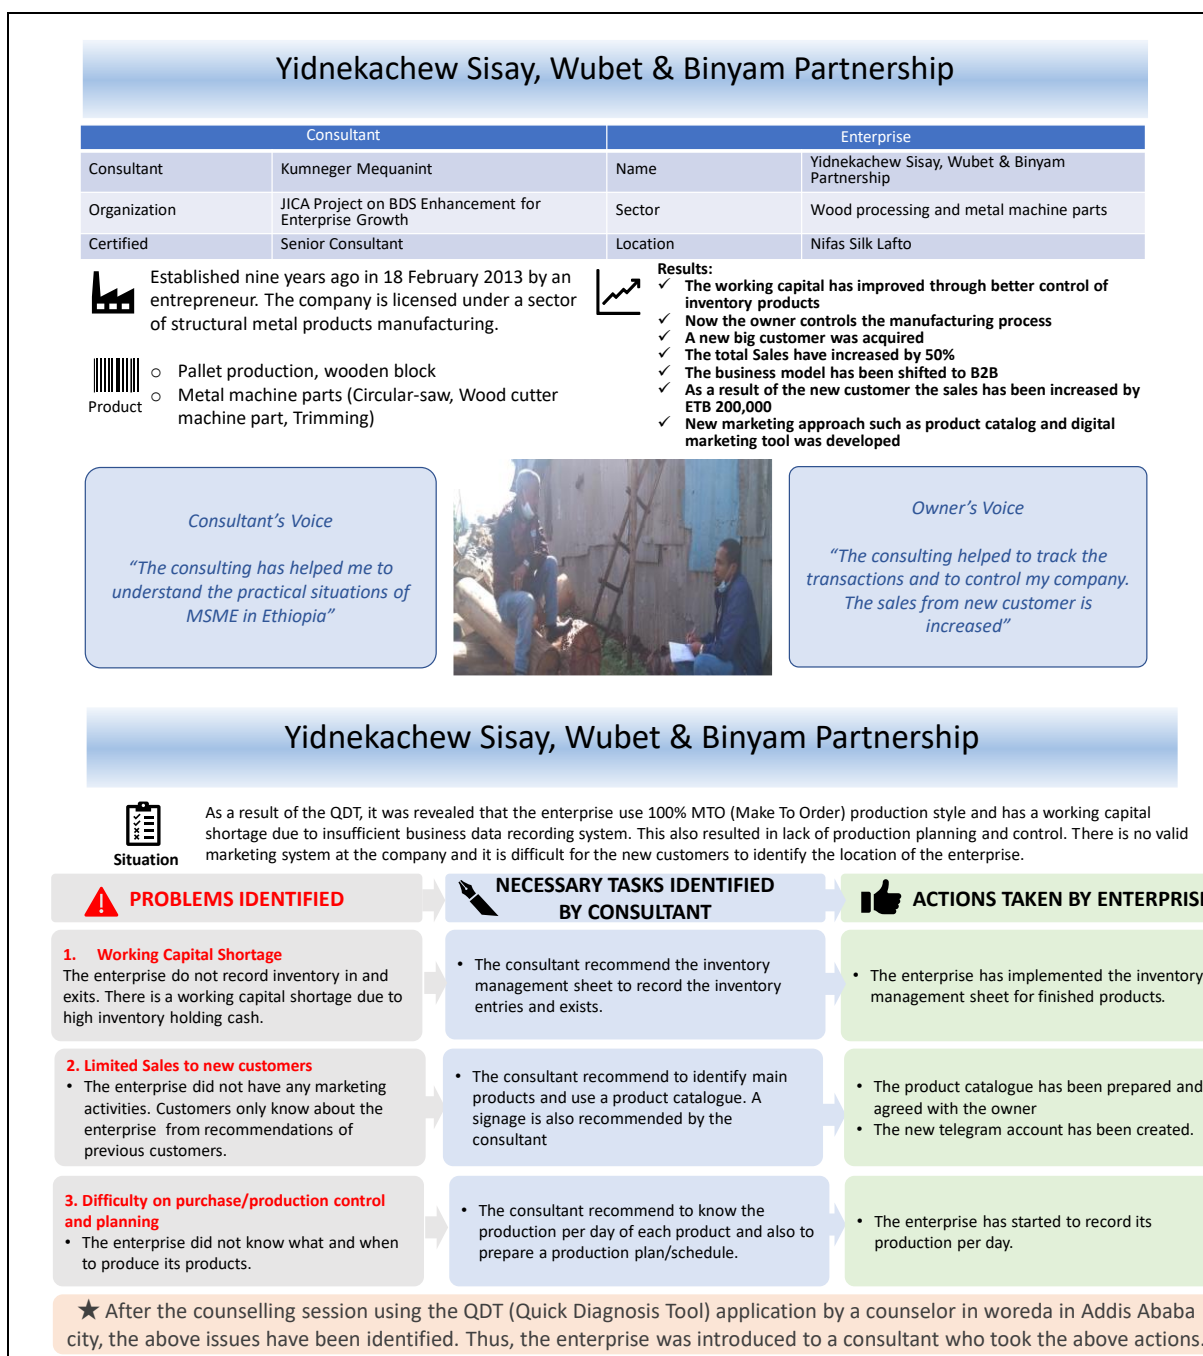 Yidnekachew Sisay, Wubet & Binyam Partnership
Consultant
Enterprise
Consultant
Kumneger Mequanint
Name
Yidnekachew Sisay, Wubet & Binyam
Partnership
Organization
JICA Project on BDS Enhancement for
Enterprise Growth
Sector
Wood processing and metal machine parts
Certified
Senior Consultant
Location
Nifas Silk Lafto
Established nine years ago in 18 February 2013 by an
entrepreneur. The company is licensed under a sector
of structural metal products manufacturing.
Product
o Pallet production, wooden block
o Metal machine parts (Circular-saw, Wood cutter
machine part, Trimming)
Results:
✓ The working capital has improved through better control of
inventory products
✓ Now the owner controls the manufacturing process
✓ A new big customer was acquired
✓ The total Sales have increased by 50%
✓ The business model has been shifted to B2B
✓ As a result of the new customer the sales has been increased by
ETB 200,000
✓ New marketing approach such as product catalog and digital
marketing tool was developed
Consultant's Voice
“The consulting has helped me to
understand the practical situations of
MSME in Ethiopia”
Owner's Voice
“The consulting helped to track the
transactions and to control my company.
The sales from new customer is
increased”
Yidnekachew Sisay, Wubet & Binyam Partnership
Situation
As a result of the QDT, it was revealed that the enterprise use 100% MTO (Make To Order) production style and has a working capital
shortage due to insufficient business data recording system. This also resulted in lack of production planning and control. There is no valid
marketing system at the company and it is difficult for the new customers to identify the location of the enterprise.
PROBLEMS IDENTIFIED
NECESSARY TASKS IDENTIFIED
BY CONSULTANT
ACTIONS TAKEN BY ENTERPRISE
1. Working Capital Shortage
The enterprise do not record inventory in and
exits. There is a working capital shortage due to
high inventory holding cash.
• The consultant recommend the inventory
management sheet to record the inventory
entries and exists.
• The enterprise has implemented the inventory
management sheet for finished products.
2. Limited Sales to new customers
• The enterprise did not have any marketing
activities. Customers only know about the
enterprise from recommendations of
previous customers.
• The consultant recommend to identify main
products and use a product catalogue. A
signage is also recommended by the
consultant
• The product catalogue has been prepared and
agreed with the owner
• The new telegram account has been created.
3. Difficulty on purchase/production control
and planning
• The enterprise did not know what and when
to produce its products.
• The consultant recommend to know the
production per day of each product and also to
prepare a production plan/schedule.
• The enterprise has started to record its
production per day.
★ After the counselling session using the QDT (Quick Diagnosis Tool) application by a counselor in woreda in Addis Ababa
city, the above issues have been identified. Thus, the enterprise was introduced to a consultant who took the above actions.